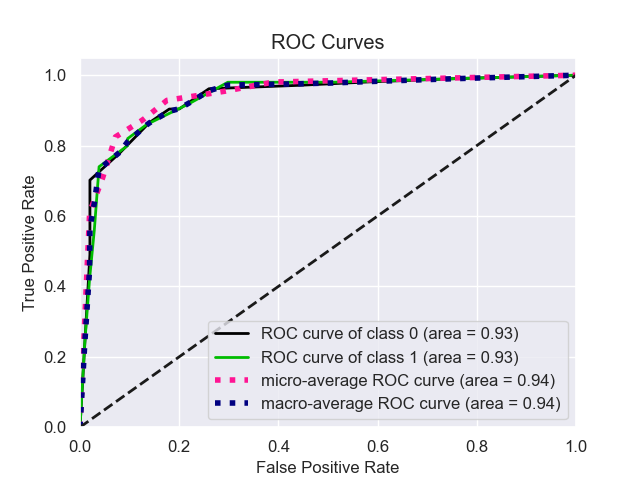 ROC Curves
True Positive Rate
1.0
0.8
0.6
0.4
0.2
0.0
ROC curve of class 0 (area = 0.93)
ROC curve of class 1 (area = 0.93)
micro-average ROC curve (area = 0.94)
macro-average ROC curve (area = 0.94)
0.0 0.2 0.4 0.6 0.8 1.0
False Positive Rate